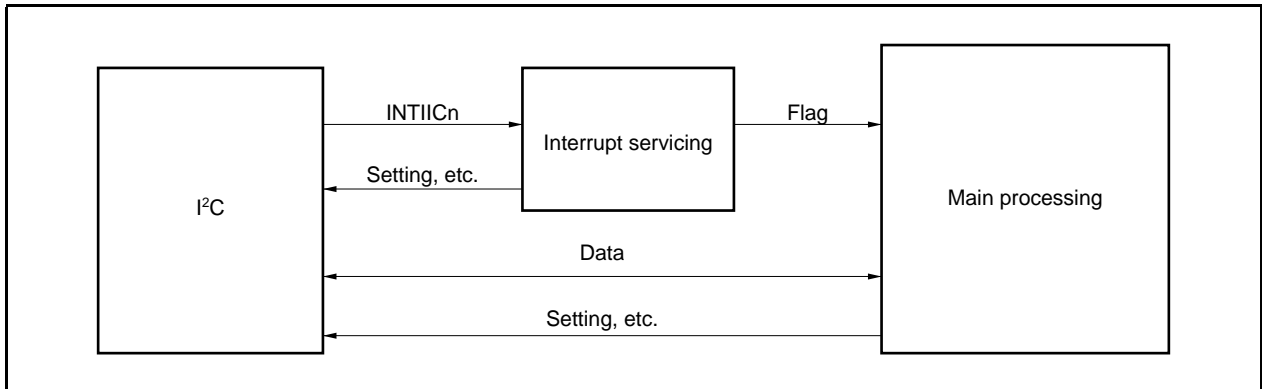 INTIICn
Flag
Interrupt servicing
Setting, etc.
I²C
Main processing
Data
Setting, etc.